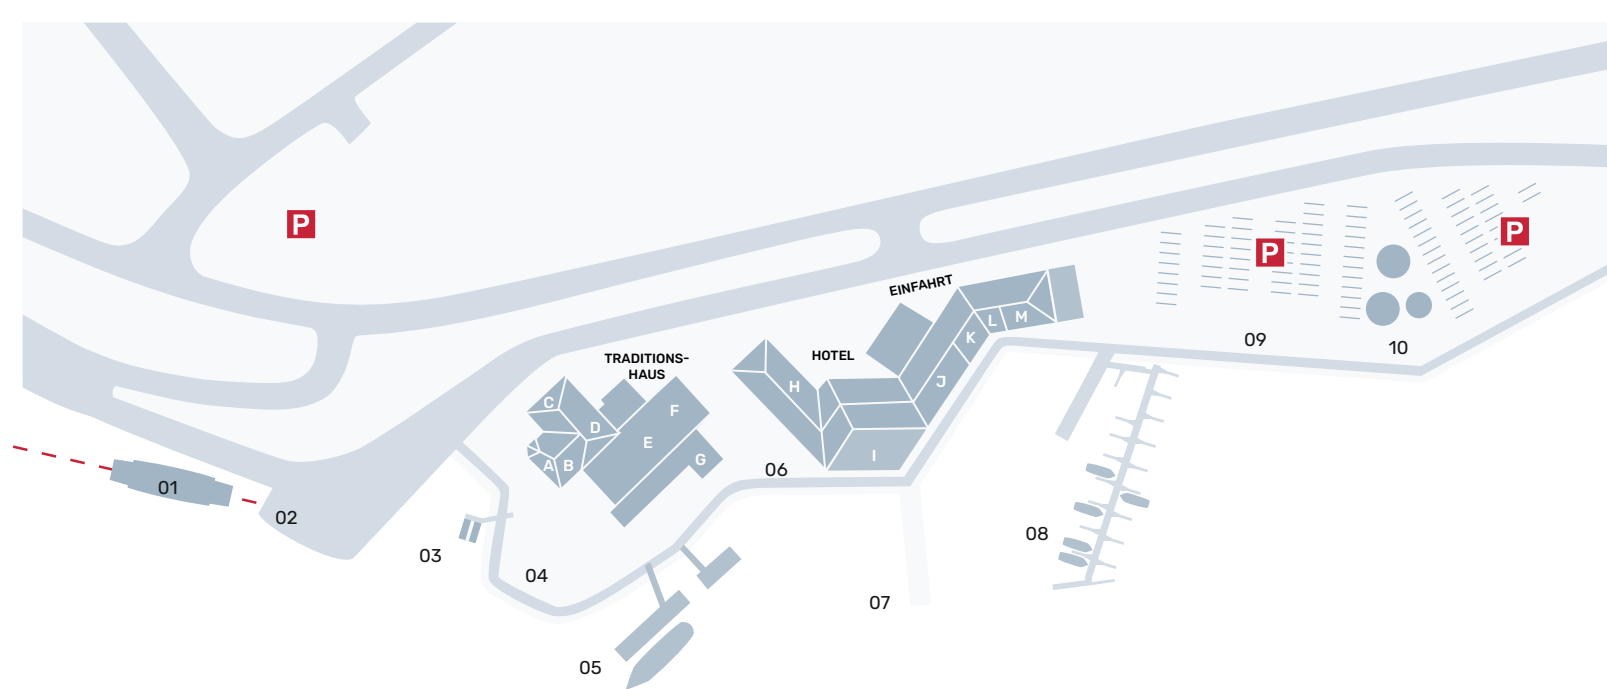 P
P
P
EINFAHRT
L
M
K
HOTEL
TRADITIONS-
HAUS
H
J
C
F
D
E
I
A
B
G
09
10
06
01
02
08
03
04
07
05